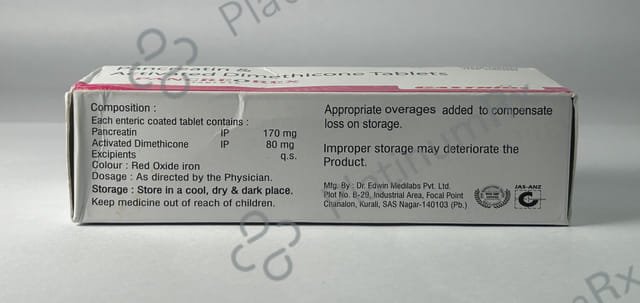 Pancreatin &
Activated Dimethicone Tablets
Composition :
Each enteric coated tablet contains :
Pancreatin IP 170 mg
Activated Dimethicone IP 80 mg
Excipients q.s.
Colour : Red Oxide iron
Dosage : As directed by the Physician.
Storage : Store in a cool, dry & dark place.
Keep medicine out of reach of children.
Appropriate overages added to compensate
loss on storage.
Improper storage may deteriorate the
Product.
Mfg. By : Dr. Edwin Medilabs Pvt. Ltd.
Plot No. B-29, Industrial Area, Focal Point
Chanalon, Kurali, SAS Nagar-140103 (Pb.)
JAS-ANZ
PlatinumRx